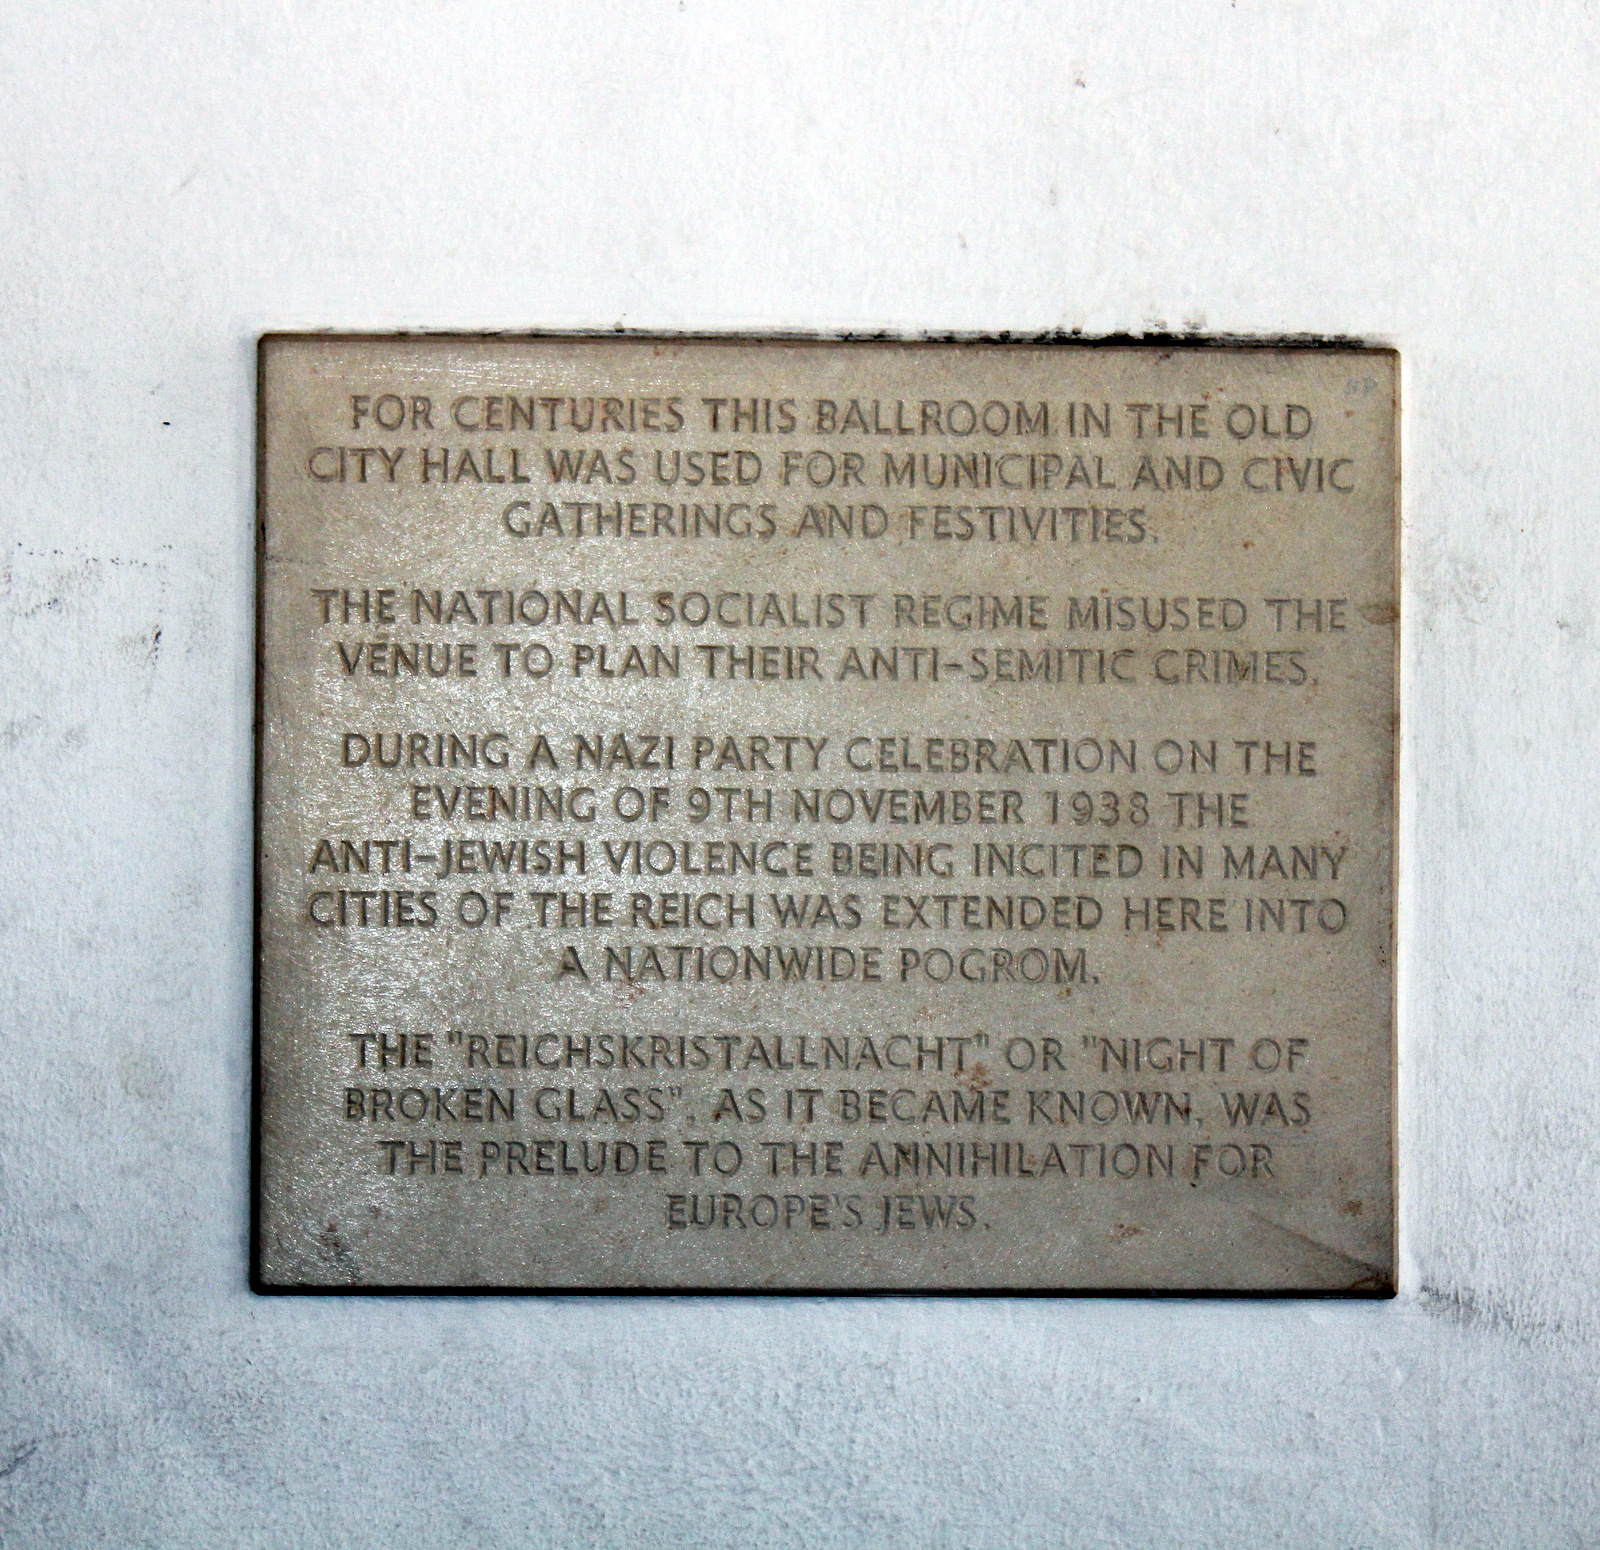 FOR CENTURIES THIS BALLROOM IN THE OLD
CITY HALL WAS USED FOR MUNICIPAL AND CIVIC
GATHERINGS AND FESTIVITIES.
THE NATIONAL SOCIALIST REGIME MISUSED THE
VENUE TO PLAN THEIR ANTI-SEMITIC CRIMES.
DURING A NAZI PARTY CELEBRATION ON THE
EVENING OF 9TH NOVEMBER 1938 THE
ANTI-JEWISH VIOLENCE BEING INCITED IN MANY
CITIES OF THE REICH WAS EXTENDED HERE INTO
A NATIONWIDE POGROM.
THE "REICHSKRISTALLNACHT" OR "NIGHT OF
BROKEN GLASS", AS IT BECAME KNOWN, WAS
THE PRELUDE TO THE ANNIHILATION FOR
EUROPE'S JEWS.